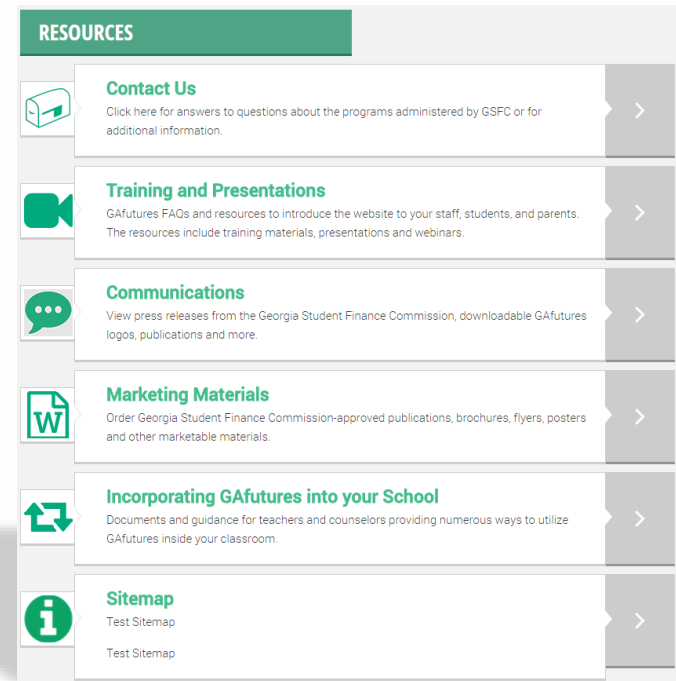 RESOURCES
Contact Us
Click here for answers to questions about the programs administered by GSFC or for
additional information.
Training and Presentations
GAfutures FAQs and resources to introduce the website to your staff, students, and parents.
The resources include training materials, presentations and webinars.
Communications
View press releases from the Georgia Student Finance Commission, downloadable GAfutures
logos, publications and more.
W
Marketing Materials
Order Georgia Student Finance Commission-approved publications, brochures, flyers, posters
and other marketable materials.
Incorporating GAfutures into your School
Documents and guidance for teachers and counselors providing numerous ways to utilize
GAfutures inside your classroom.
Sitemap
Test Sitemap
Test Sitemap